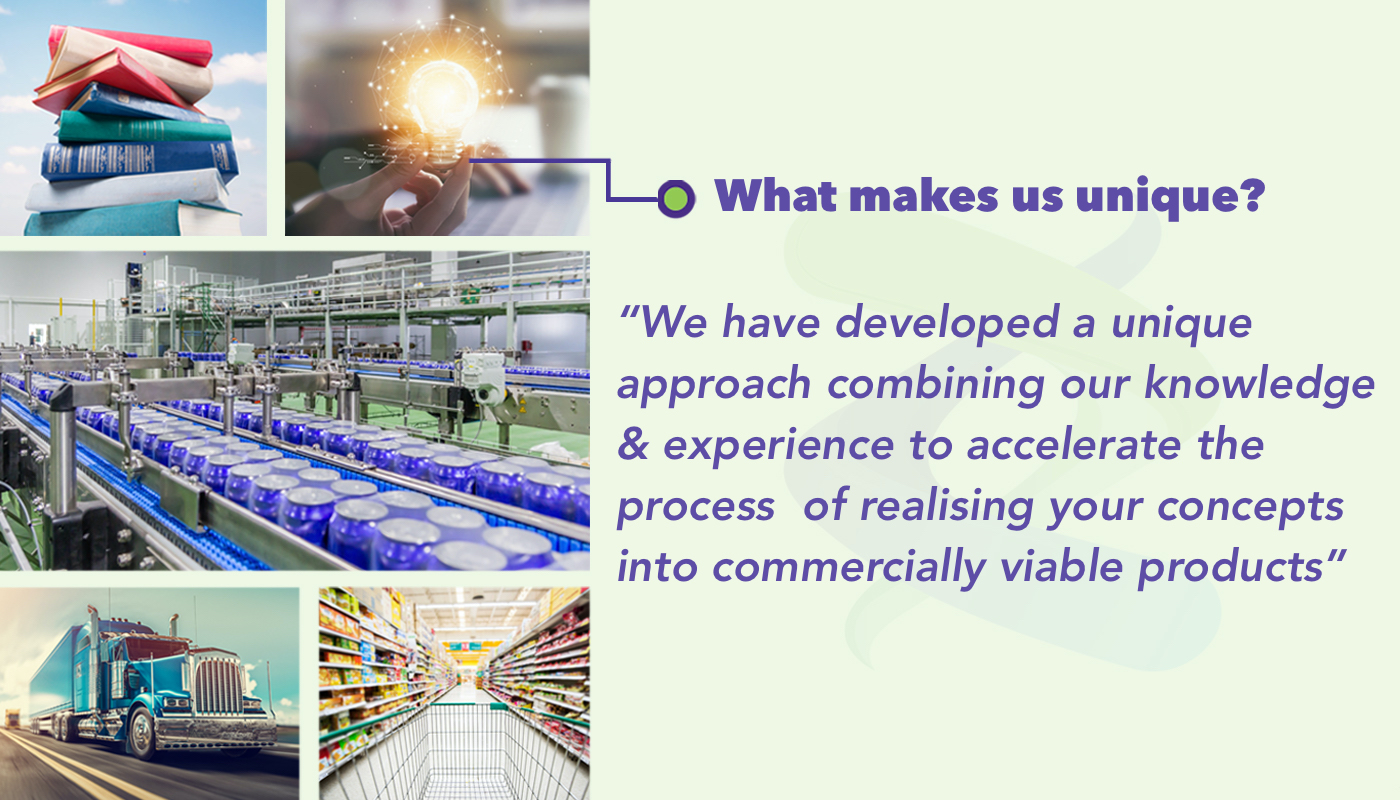 What makes us unique?
“We have developed a unique
approach combining our knowledge
& experience to accelerate the
process  of realising your concepts
into commercially viable products”